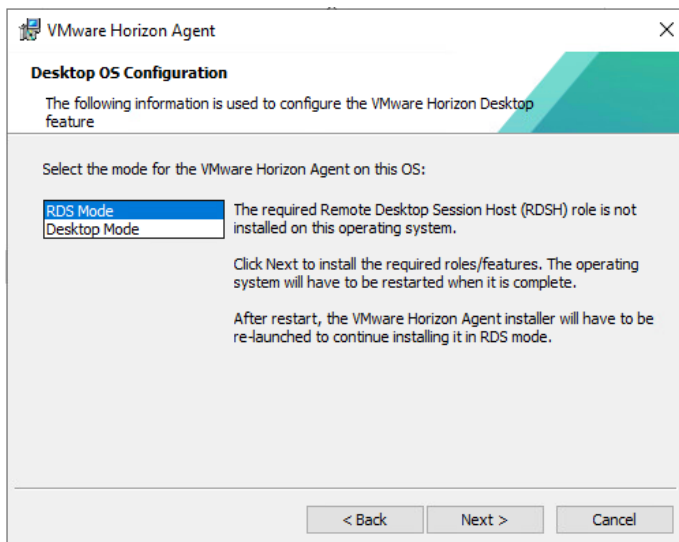 VMware Horizon Agent
Desktop OS Configuration
The following information is used to configure the VMware Horizon Desktop
feature
Select the mode for the VMware Horizon Agent on this OS:
RDS Mode
Desktop Mode
The required Remote Desktop Session Host (RDSH) role is not
installed on this operating system.
Click Next to install the required roles/features. The operating
system will have to be restarted when it is complete.
After restart, the VMware Horizon Agent installer will have to be
re-launched to continue installing it in RDS mode.
< Back
Next >
Cancel